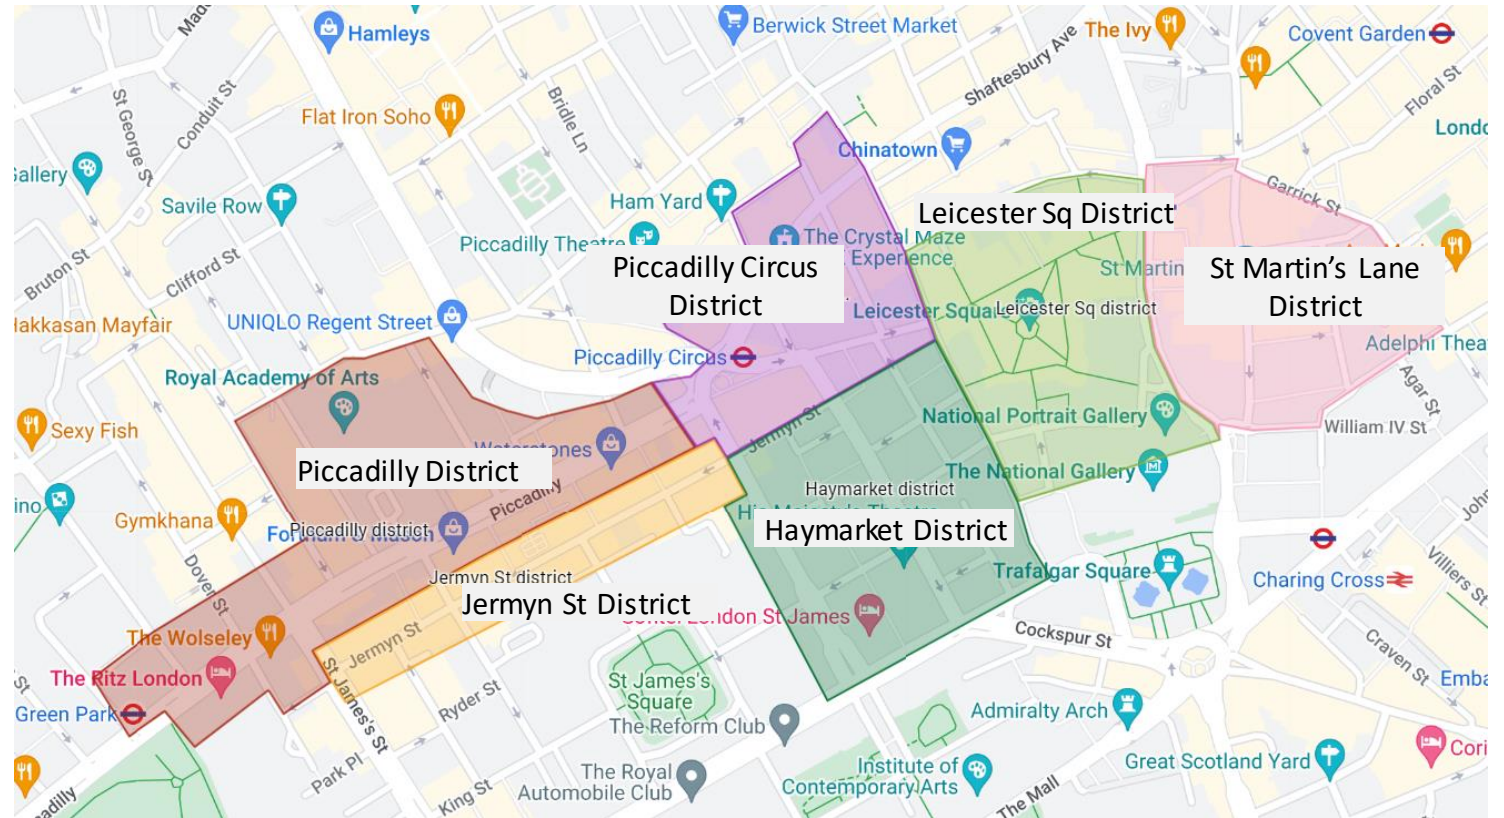 Hamleys
Berwick Street Market
The Ivy
Covent Garden
Shaftesbury Ave
Floral St
St George St
Conduit St
Flat Iron Soho
Bridle Ln
Chinatown
Savile Row
Ham Yard
Garrick St
Leicester Sq District
Piccadilly Theatre
The Crystal Maze
Experience
Bruton St
Clifford St
Piccadilly Circus
District
St Martin's Lane
District
St Martin
Leicester Square
Leicester Sq district
Hakkasan Mayfair
UNIQLO Regent Street
Piccadilly Circus
Royal Academy of Arts
Agar St
Sexy Fish
Jermyn St
National Portrait Gallery
William IV St
Waterstones
Piccadilly District
The National Gallery
Piccadilly
Haymarket district
Haymarket District
Gymkhana
Piccadilly district
Dover St
Jermyn St district
Jermyn St District
Trafalgar Square
Charing Cross
Villiers St
London St James
The Wolseley
Jermyn St
Cockspur St
Craven St
The Ritz London
St James's St
Ryder St
St James's
Square
Green Park
The Reform Club
Admiralty Arch
Park Pl
King St
The Royal
Automobile Club
Institute of
Contemporary Arts
The Mall
Great Scotland Yard